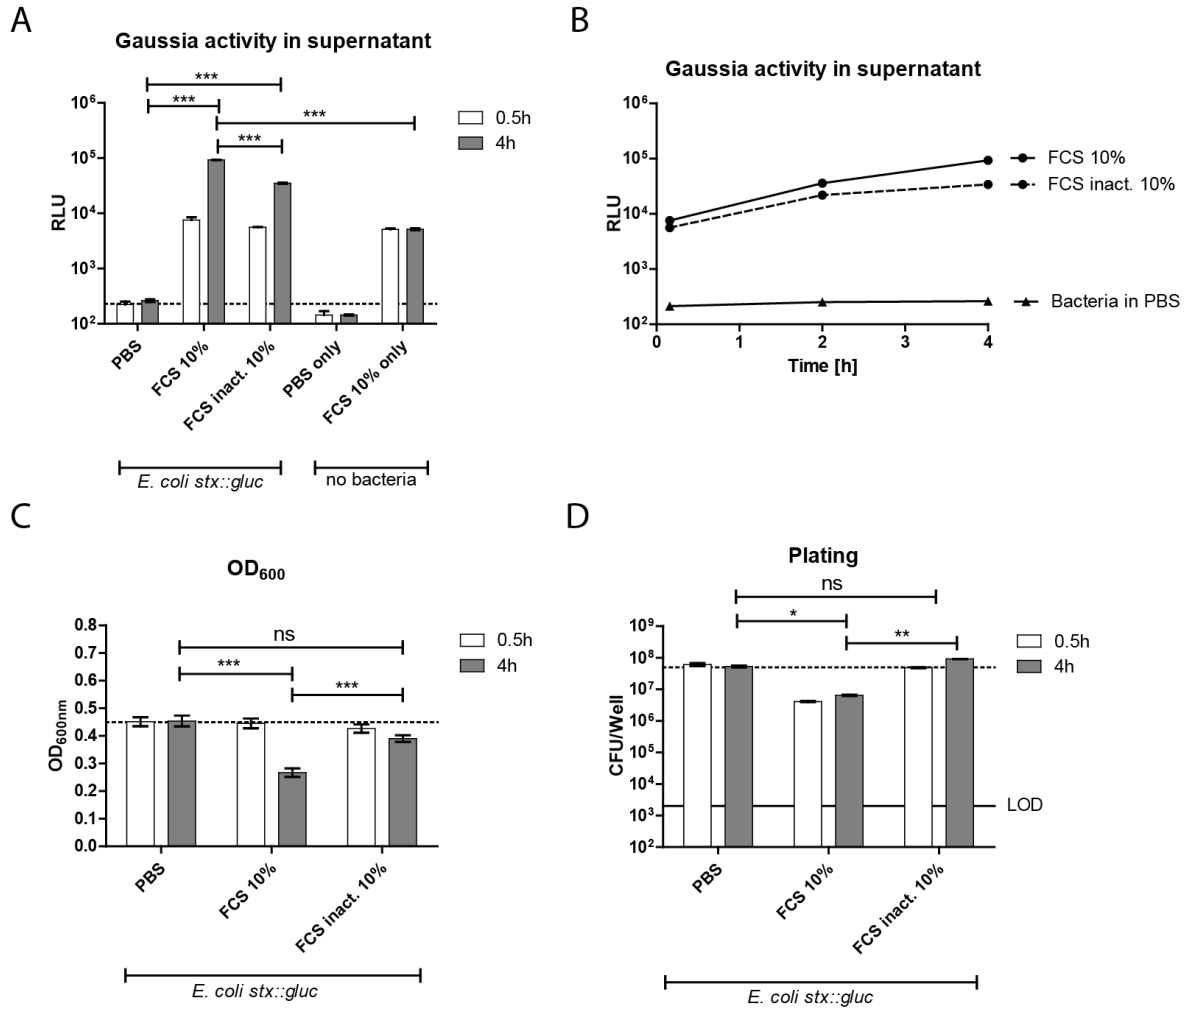 A
Gaussia activity in supernatant
***
***
***
***
10⁶
10⁵
10⁴
10³
10²
RLU
0.5h
4h
PBS
FCS 10%
FCS inact. 10%
PBS only
FCS 10% only
E. coli stx::gluc
no bacteria
B
Gaussia activity in supernatant
10⁶
10⁵
10⁴
10³
10²
RLU
0
1
2
3
4
Time [h]
FCS 10%
FCS inact. 10%
Bacteria in PBS
C
OD₆₀₀
ns
***
***
0.8
0.7
0.6
0.5
0.4
0.3
0.2
0.1
0.0
OD₆₀₀nm
0.5h
4h
PBS
FCS 10%
FCS inact. 10%
E. coli stx::gluc
D
Plating
ns
*
**
10⁹
10⁸
10⁷
10⁶
10⁵
10⁴
10³
10²
CFU/Well
0.5h
4h
LOD
PBS
FCS 10%
FCS inact. 10%
E. coli stx::gluc